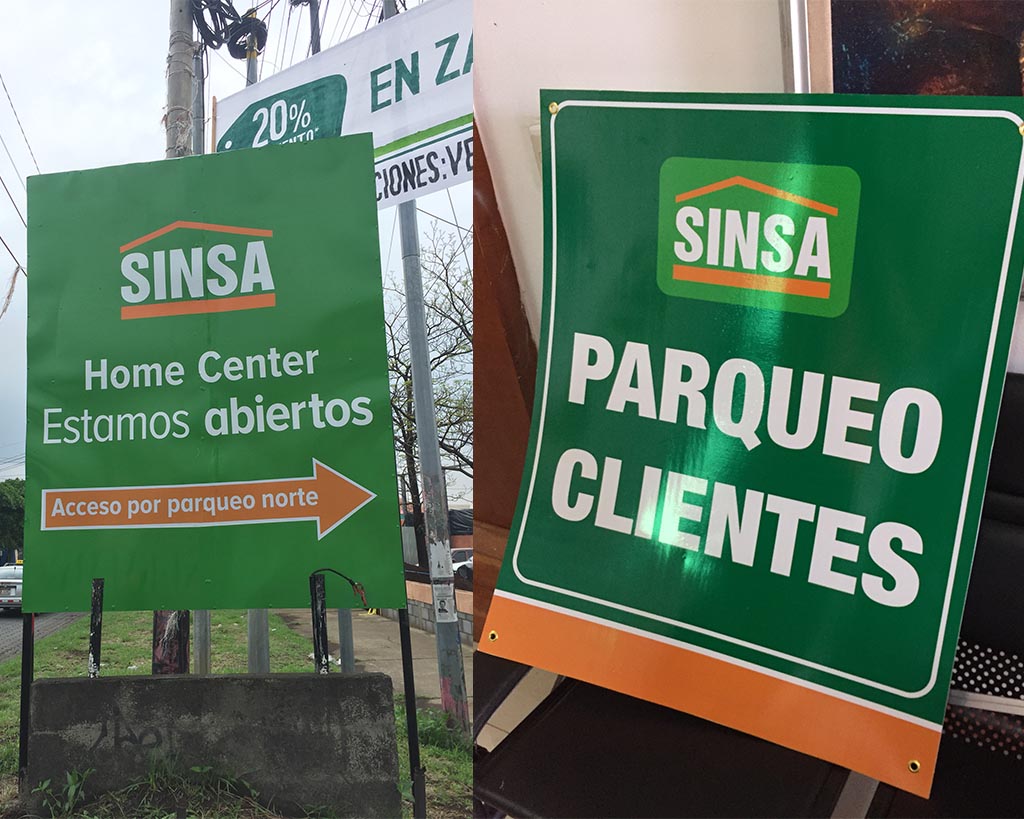 EN ZA
20%
CIONES:VE
SINSA
Home Center
Estamos abiertos
Acceso por parqueo norte
SINSA
PARQUEO
CLIENTES